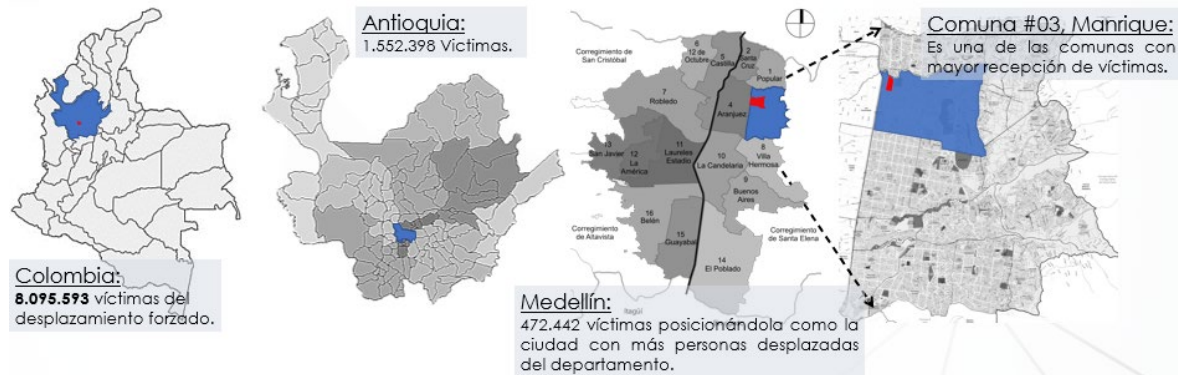 Colombia:
8.095.593 víctimas del
desplazamiento forzado.
Antioquia:
1.552.398 Victimas.
Corregimiento de
San Cristóbal
6
12 de
Octubre
5
Castilla
2
Santa
Cruz
1
Popular
7
Robledo
4
Aranjuez
13
San Javier
12
La
América
11
Laureles
Estadio
10
La Candelaria
8
Villa
Hermosa
9
Buenos
Aires
16
Belén
15
Guayabal
14
El Poblado
Corregimiento
de Altavista
Corregimiento
de Santa Elena
Itagüí
Medellín:
472.442 víctimas posicionándola como la
ciudad con más personas desplazadas
del departamento.
Comuna #03, Manrique:
Es una de las comunas con
mayor recepción de víctimas.